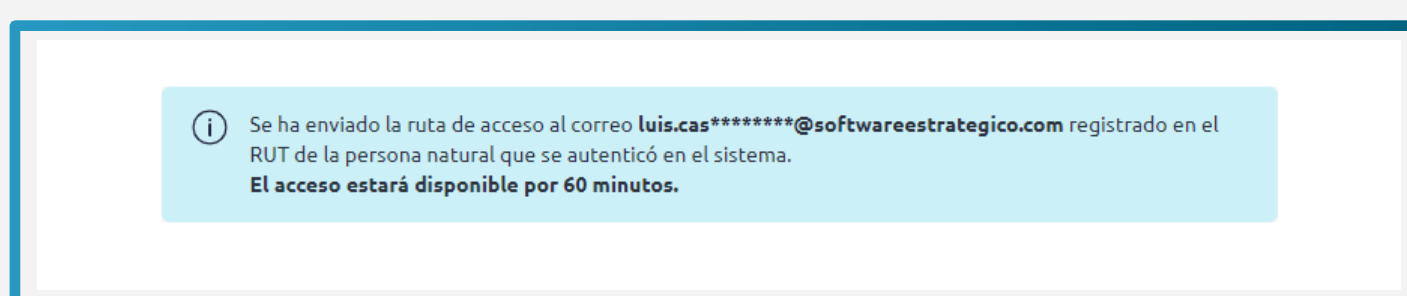 Se ha enviado la ruta de acceso al correo luis.cas********@softwareestrategico.com registrado en el
RUT de la persona natural que se autenticó en el sistema.
El acceso estará disponible por 60 minutos.